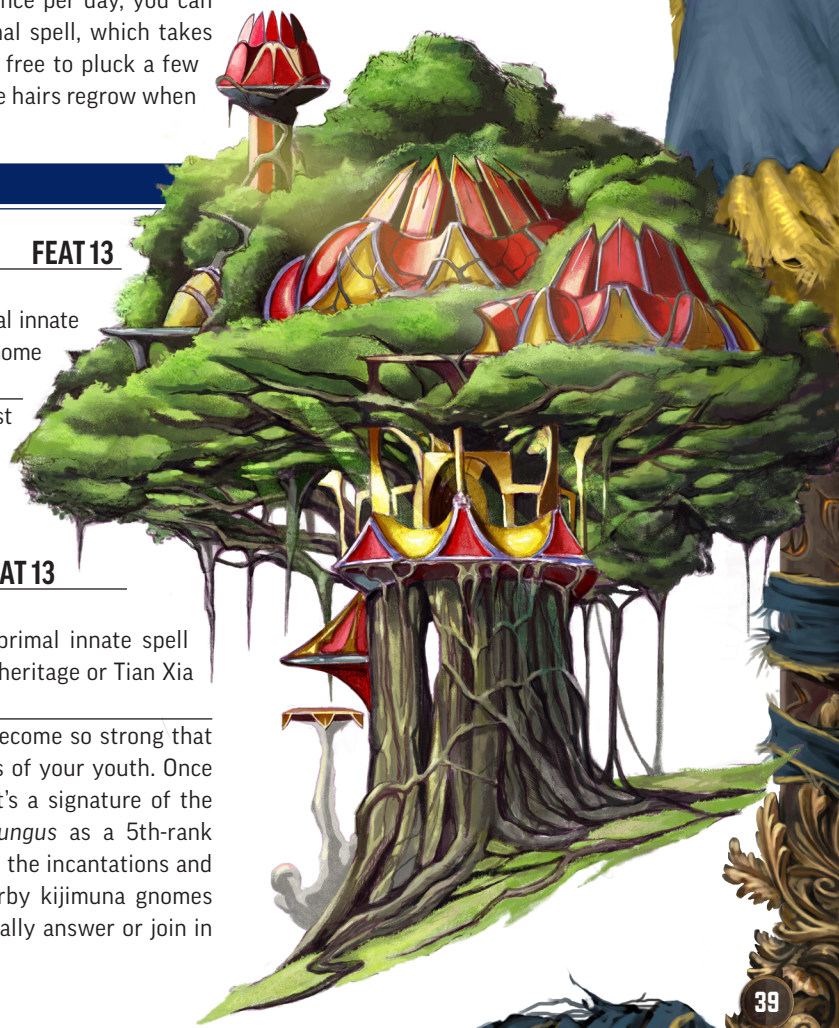 nce per day, you can
nal spell, which takes
free to pluck a few
e hairs regrow when
FEAT 13
al innate
ome
st
AT 13
primal innate spell
heritage or Tian Xia
ecome so strong that
s of your youth. Once
t's a signature of the
ungus as a 5th-rank
the incantations and
rby kijimuna gnomes
ally answer or join in
39